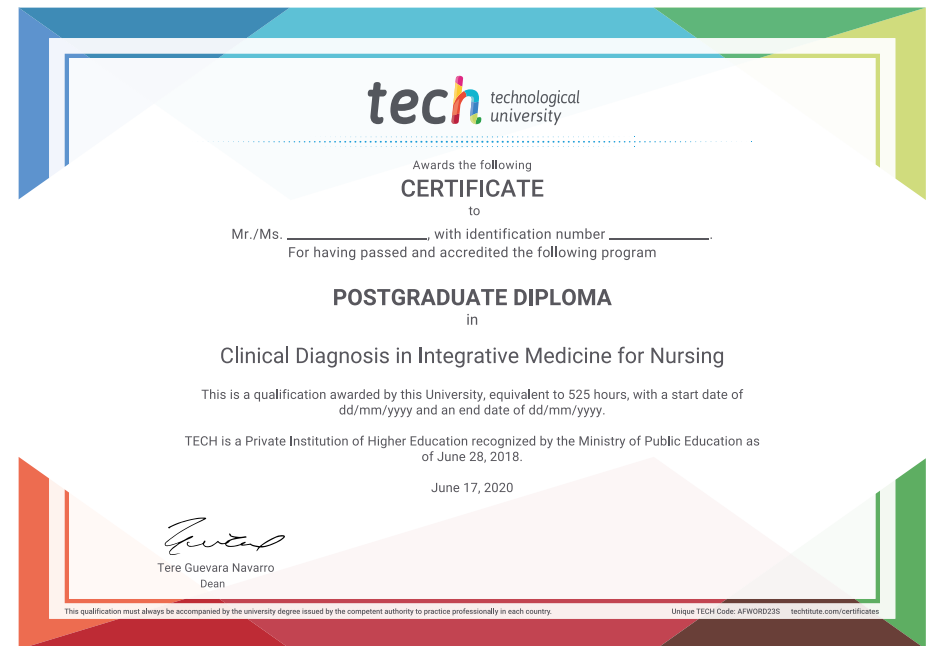 tech technological
university
Awards the following
CERTIFICATE
to
Mr./Ms. ____________________, with identification number ______________.
For having passed and accredited the following program
POSTGRADUATE DIPLOMA
in
Clinical Diagnosis in Integrative Medicine for Nursing
This is a qualification awarded by this University, equivalent to 525 hours, with a start date of
dd/mm/yyyy and an end date of dd/mm/yyyy.
TECH is a Private Institution of Higher Education recognized by the Ministry of Public Education as
of June 28, 2018.
June 17, 2020
Tere Guevara Navarro
Dean
This qualification must always be accompanied by the university degree issued by the competent authority to practice professionally in each country. Unique TECH Code: AFWORD23S techtitute.com/certificates